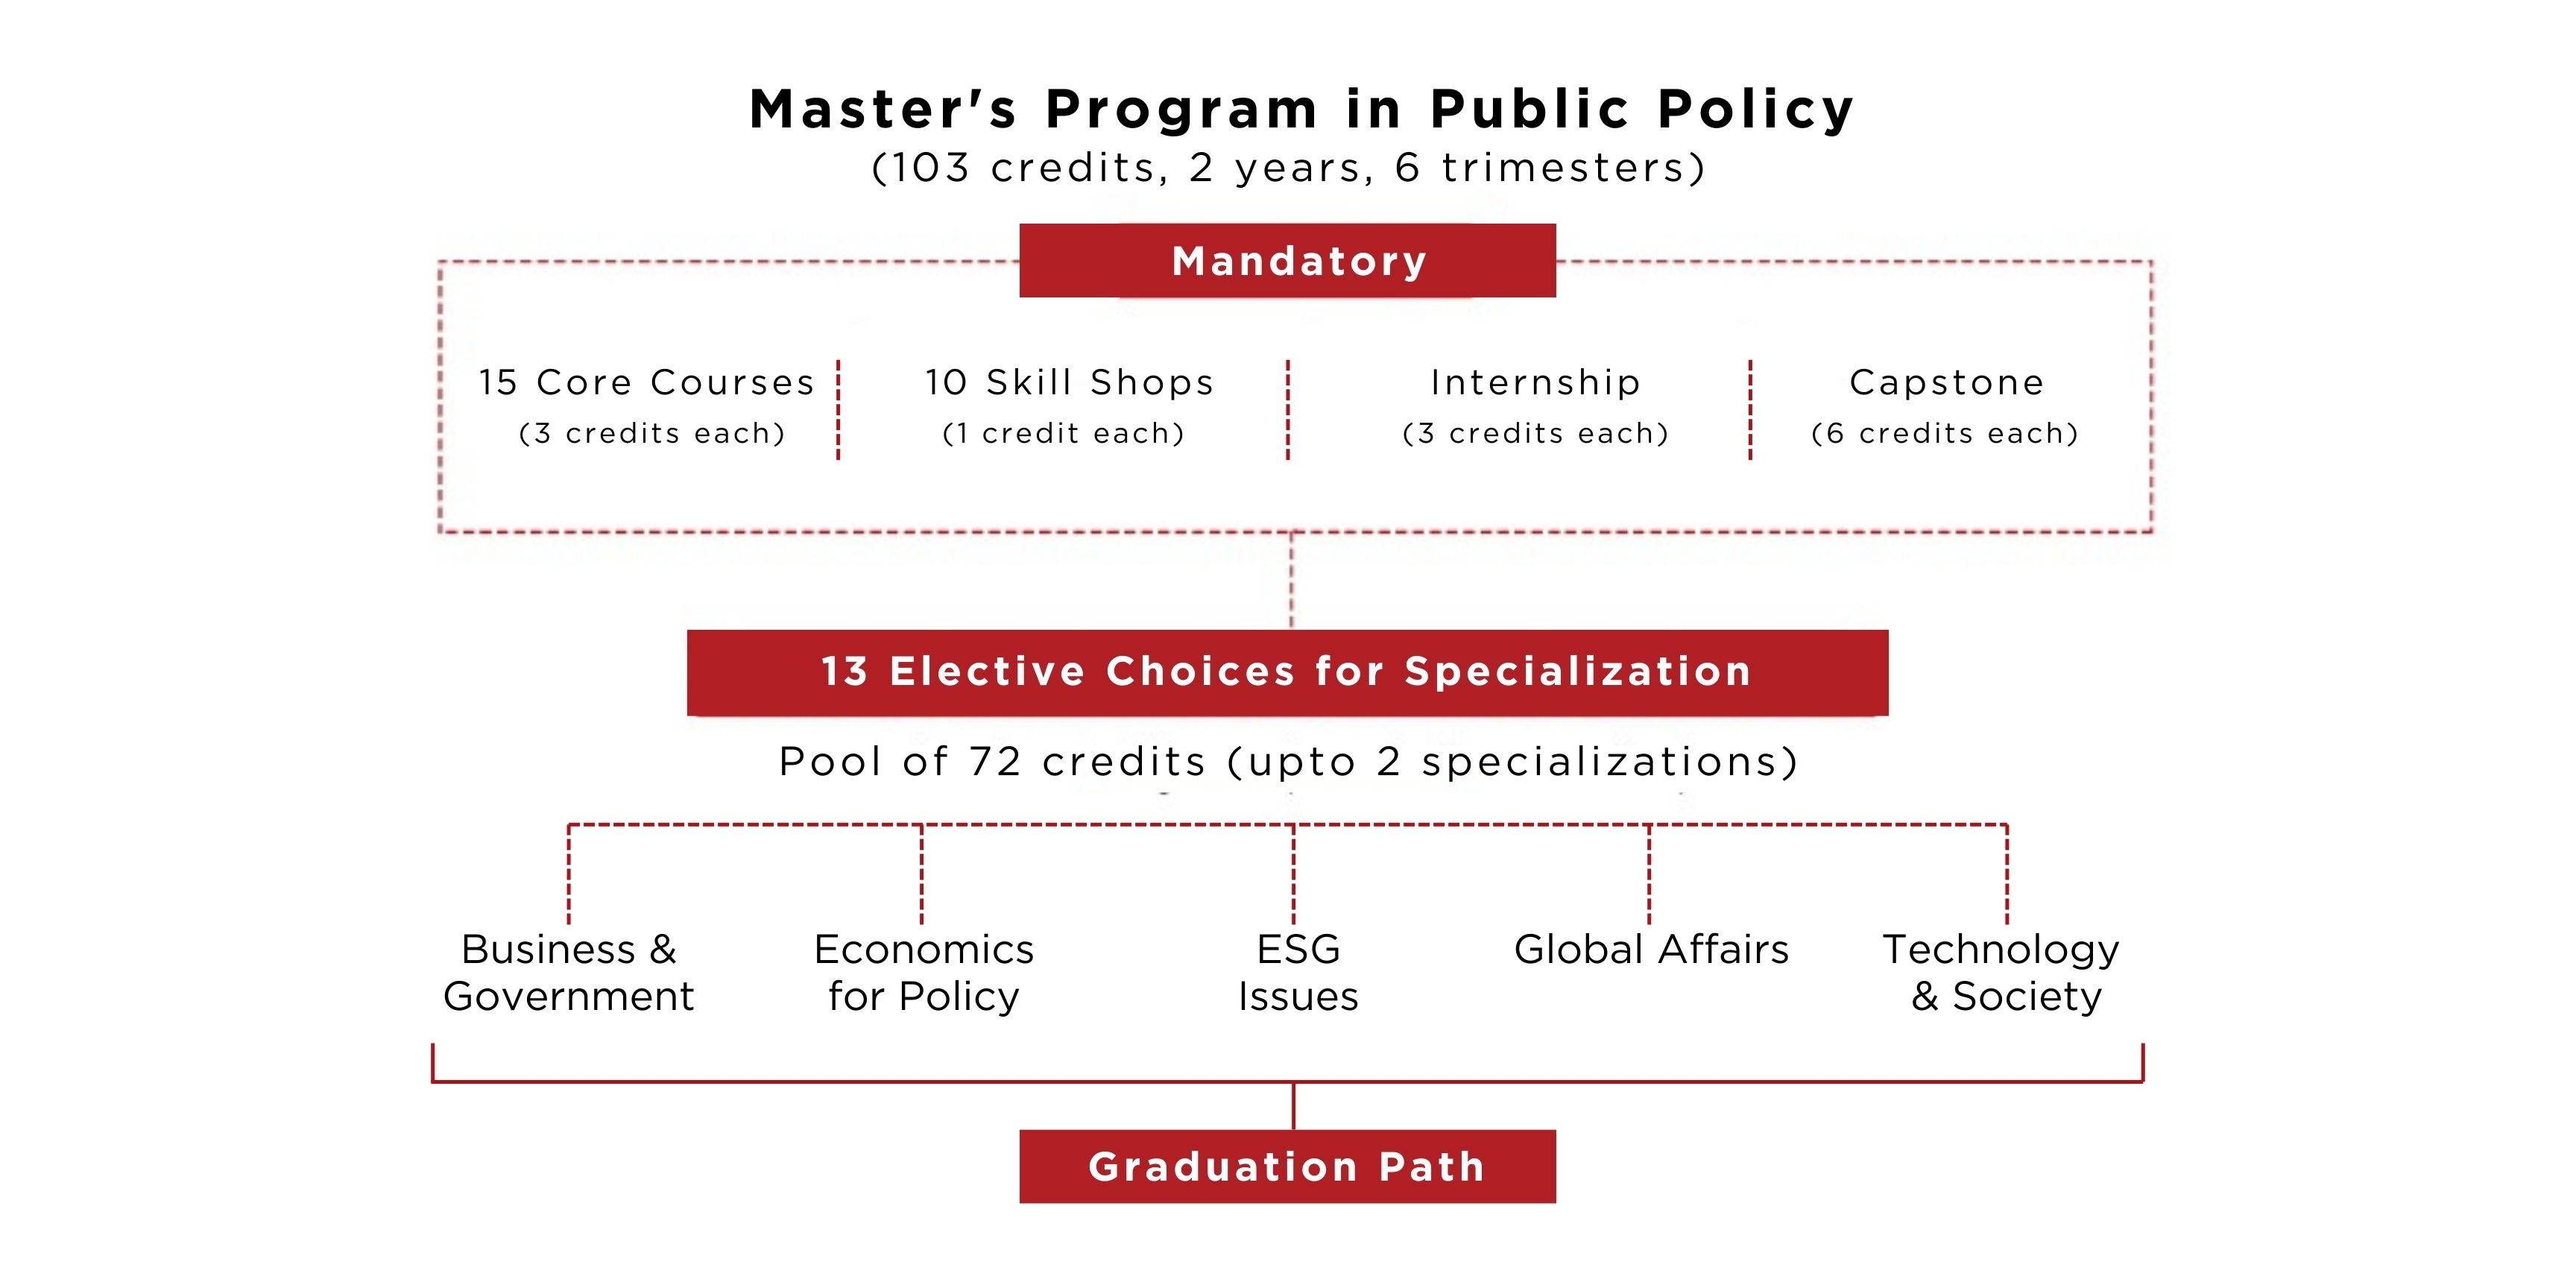 Master's Program in Public Policy
(103 credits, 2 years, 6 trimesters)
Mandatory
15 Core Courses
(3 credits each)
10 Skill Shops
(1 credit each)
Internship
(3 credits each)
Capstone
(6 credits each)
13 Elective Choices for Specialization
Pool of 72 credits (upto 2 specializations)
Business &
Government
Economics
for Policy
ESG
Issues
Global Affairs
Technology
& Society
Graduation Path